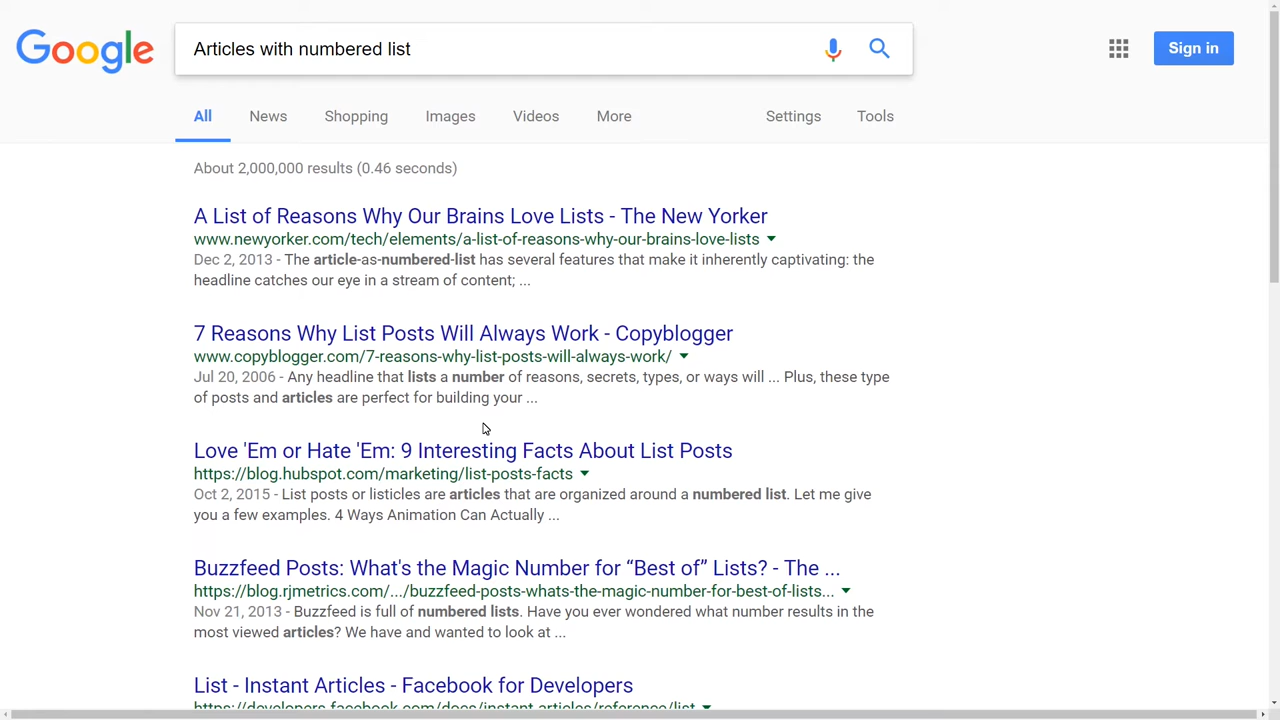 Google
Articles with numbered list
Sign in
All News Shopping Images Videos More Settings Tools
About 2,000,000 results (0.46 seconds)
A List of Reasons Why Our Brains Love Lists - The New Yorker
www.newyorker.com/tech/elements/a-list-of-reasons-why-our-brains-love-lists
Dec 2, 2013 - The article-as-numbered-list has several features that make it inherently captivating: the
headline catches our eye in a stream of content; ...
7 Reasons Why List Posts Will Always Work - Copyblogger
www.copyblogger.com/7-reasons-why-list-posts-will-always-work/
Jul 20, 2006 - Any headline that lists a number of reasons, secrets, types, or ways will ... Plus, these type
of posts and articles are perfect for building your ...
Love 'Em or Hate 'Em: 9 Interesting Facts About List Posts
https://blog.hubspot.com/marketing/list-posts-facts
Oct 2, 2015 - List posts or listicles are articles that are organized around a numbered list. Let me give
you a few examples. 4 Ways Animation Can Actually ...
Buzzfeed Posts: What's the Magic Number for “Best of” Lists? - The ...
https://blog.rjmetrics.com/.../buzzfeed-posts-whats-the-magic-number-for-best-of-lists...
Nov 21, 2013 - Buzzfeed is full of numbered lists. Have you ever wondered what number results in the
most viewed articles? We have and wanted to look at ...
List - Instant Articles - Facebook for Developers
https://developers.facebook.com/docs/instant-articles/reference/list